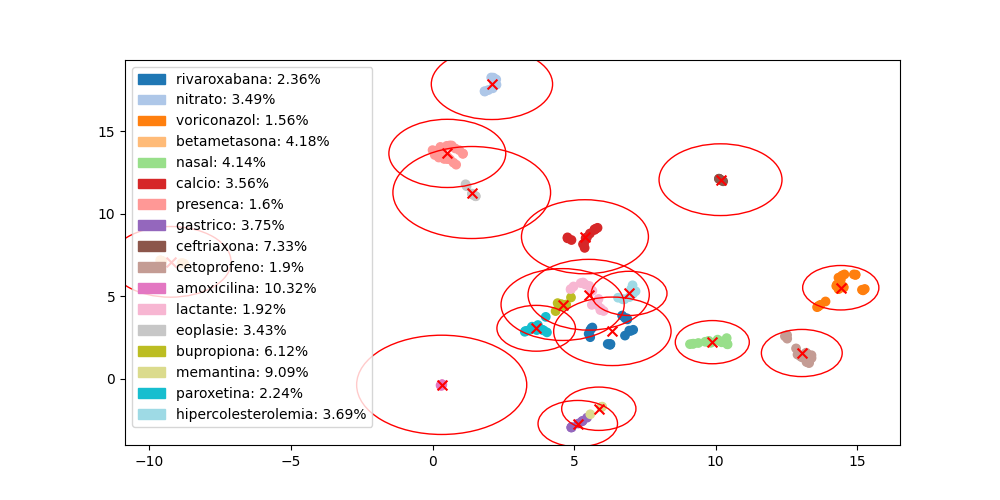 rivaroxabana: 2.36%
nitrato: 3.49%
voriconazol: 1.56%
betametasona: 4.18%
nasal: 4.14%
calcio: 3.56%
presenca: 1.6%
gastrico: 3.75%
ceftriaxona: 7.33%
cetoprofeno: 1.9%
amoxicilina: 10.32%
lactante: 1.92%
eoplasie: 3.43%
bupropiona: 6.12%
memantina: 9.09%
paroxetina: 2.24%
hipercolesterolemia: 3.69%
15
10
5
0
−10 −5 0 5 10 15